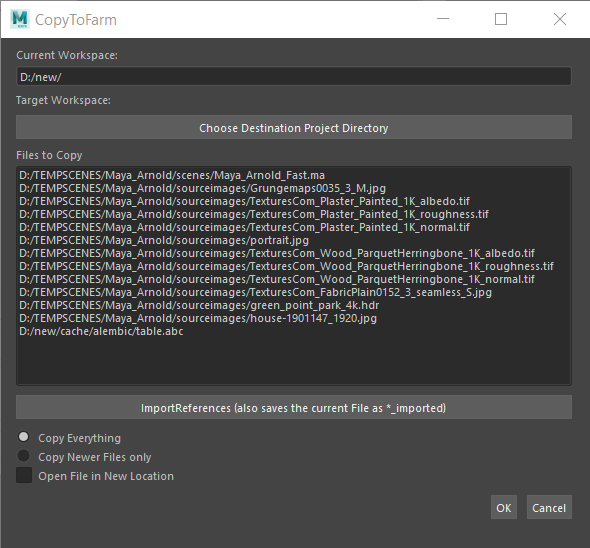 CopyToFarm
Current Workspace:
D:/new/
Target Workspace:
Choose Destination Project Directory
Files to Copy
D:/TEMPSCENES/Maya_Arnold/scenes/Maya_Arnold_Fast.ma
D:/TEMPSCENES/Maya_Arnold/sourceimages/Grungemaps0035_3_M.jpg
D:/TEMPSCENES/Maya_Arnold/sourceimages/TexturesCom_Plaster_Painted_1K_albedo.tif
D:/TEMPSCENES/Maya_Arnold/sourceimages/TexturesCom_Plaster_Painted_1K_roughness.tif
D:/TEMPSCENES/Maya_Arnold/sourceimages/TexturesCom_Plaster_Painted_1K_normal.tif
D:/TEMPSCENES/Maya_Arnold/sourceimages/portrait.jpg
D:/TEMPSCENES/Maya_Arnold/sourceimages/TexturesCom_Wood_ParquetHerringbone_1K_albedo.tif
D:/TEMPSCENES/Maya_Arnold/sourceimages/TexturesCom_Wood_ParquetHerringbone_1K_roughness.tif
D:/TEMPSCENES/Maya_Arnold/sourceimages/TexturesCom_Wood_ParquetHerringbone_1K_normal.tif
D:/TEMPSCENES/Maya_Arnold/sourceimages/TexturesCom_FabricPlain0152_3_seamless_S.jpg
D:/TEMPSCENES/Maya_Arnold/sourceimages/green_point_park_4k.hdr
D:/TEMPSCENES/Maya_Arnold/sourceimages/house-1901147_1920.jpg
D:/new/cache/alembic/table.abc
ImportReferences (also saves the current File as *_imported)
Copy Everything
Copy Newer Files only
Open File in New Location
OK Cancel